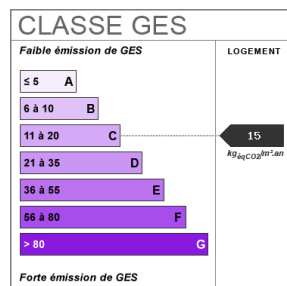 CLASSE GES
Faible émission de GES
LOGEMENT
≤ 5 A
6 à 10 B
11 à 20 C
15
kgéqCO2/m².an
21 à 35 D
36 à 55 E
56 à 80 F
> 80 G
Forte émission de GES